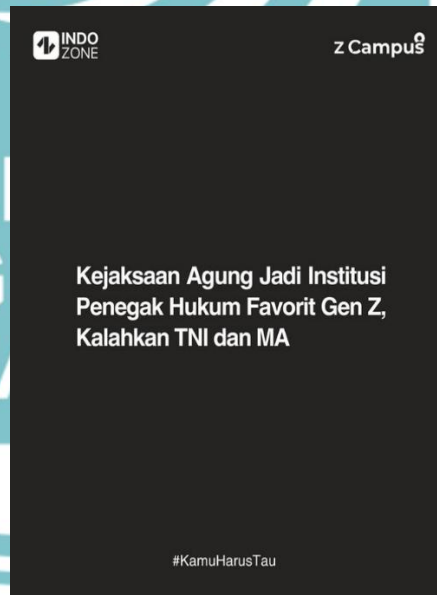 INDO
ZONE
Z Campus
Kejaksaan Agung Jadi Institusi
Penegak Hukum Favorit Gen Z,
Kalahkan TNI dan MA
#KamuHarusTau